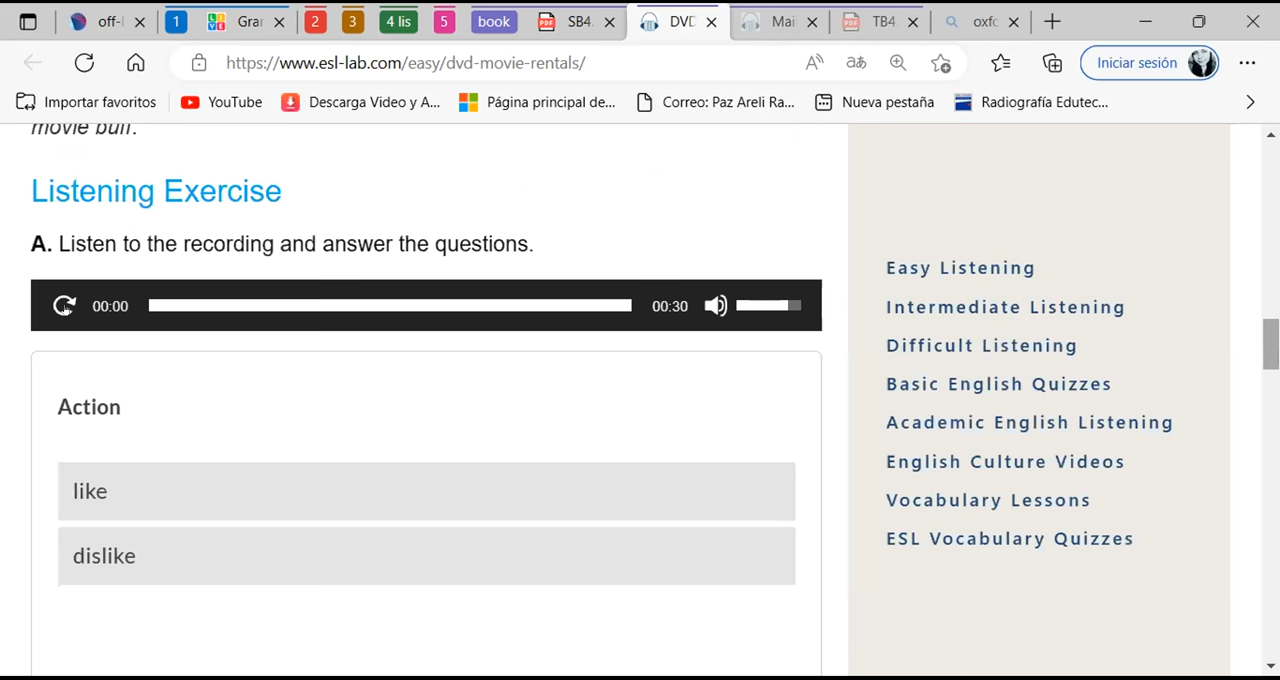 off-l
1
Grar
2
3
4 lis
5
book
SB4.
DVD
Mai
TB4
oxfo
https://www.esl-lab.com/easy/dvd-movie-rentals/
Iniciar sesión
Importar favoritos
YouTube
Descarga Video y A...
Página principal de...
Correo: Paz Areli Ra...
Nueva pestaña
Radiografía Edutec...
movie buff.
Listening Exercise
A. Listen to the recording and answer the questions.
00:00
00:30
Action
like
dislike
Easy Listening
Intermediate Listening
Difficult Listening
Basic English Quizzes
Academic English Listening
English Culture Videos
Vocabulary Lessons
ESL Vocabulary Quizzes